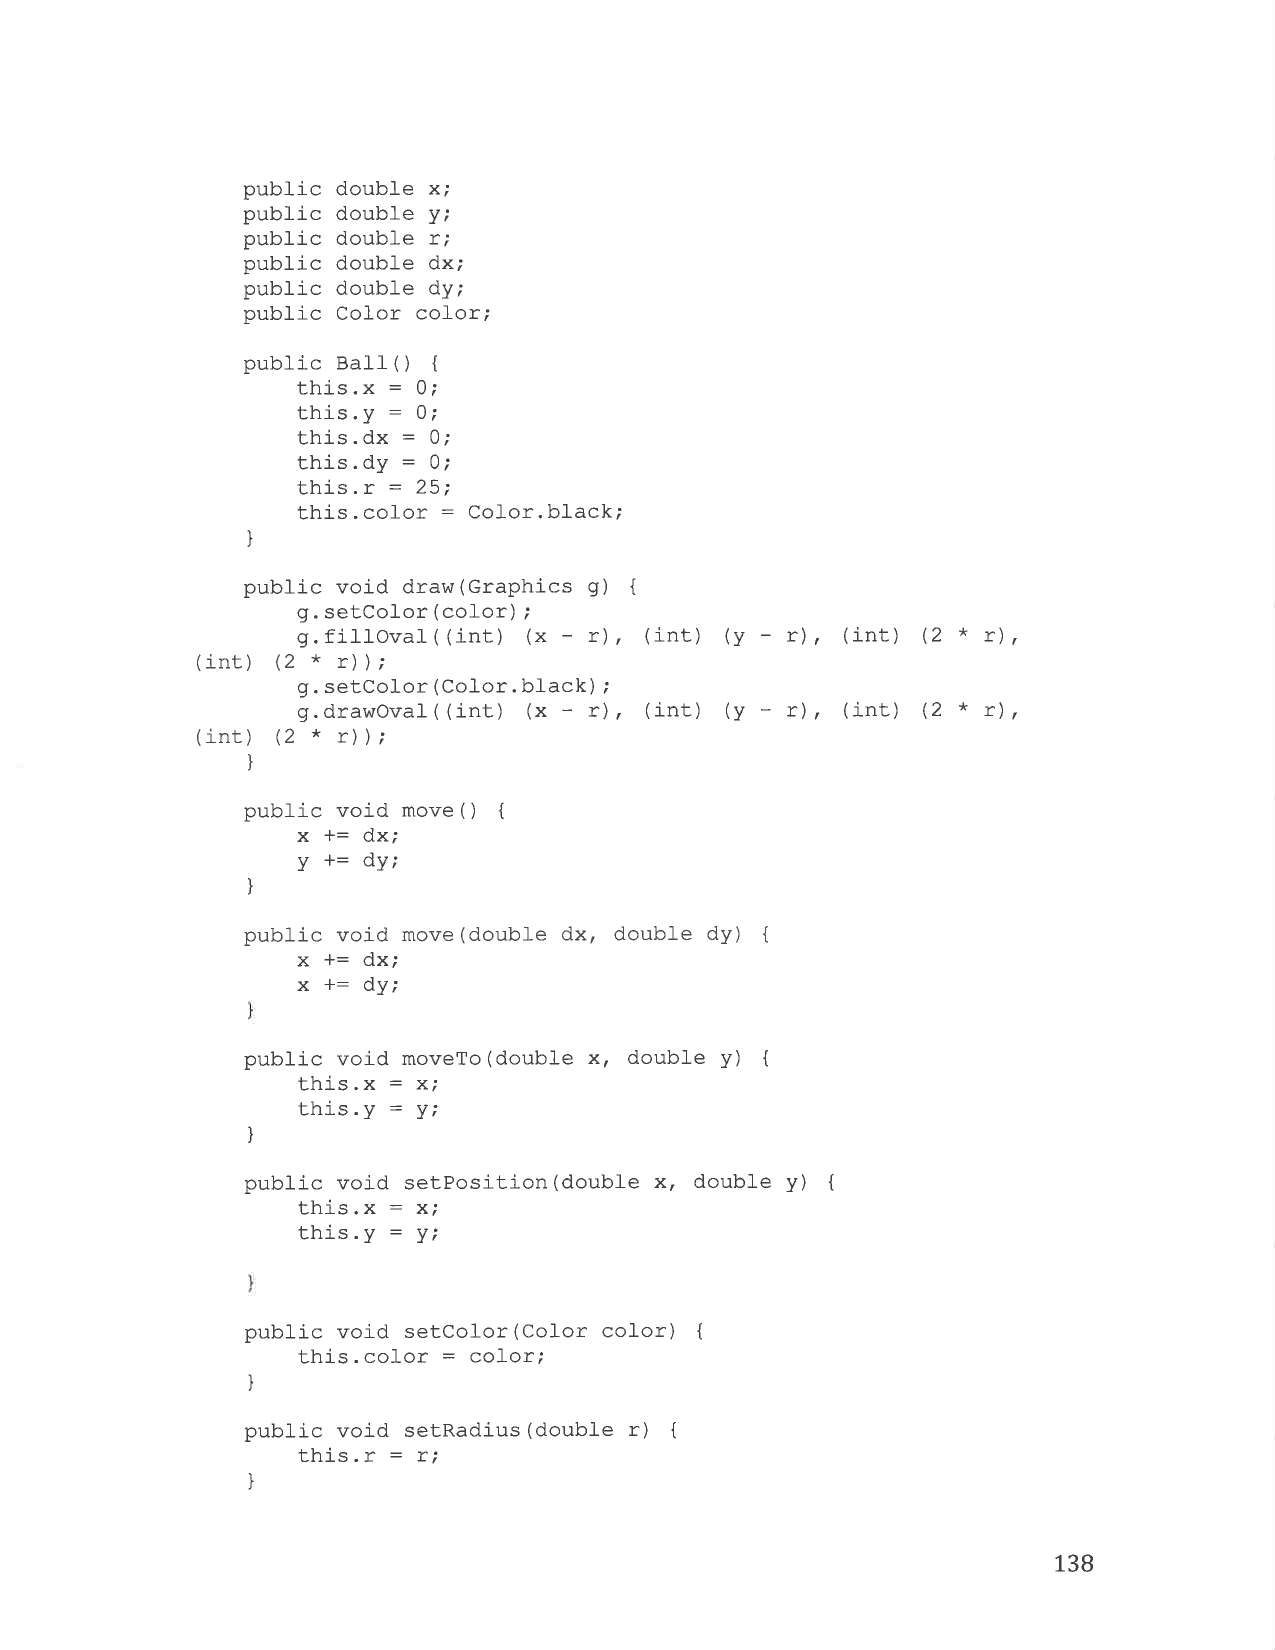 public double x;
public double y;
public double r;
public double dx;
public double dy;
public Color color;

public Ball() {
    this.x = 0;
    this.y = 0;
    this.dx = 0;
    this.dy = 0;
    this.r = 25;
    this.color = Color.black;
}

public void draw(Graphics g) {
    g.setColor(color);
    g.fillOval((int) (x - r), (int) (y - r), (int) (2 * r),
(int) (2 * r));
    g.setColor(Color.black);
    g.drawOval((int) (x - r), (int) (y - r), (int) (2 * r),
(int) (2 * r));
}

public void move() {
    x += dx;
    y += dy;
}

public void move(double dx, double dy) {
    x += dx;
    x += dy;
}

public void moveTo(double x, double y) {
    this.x = x;
    this.y = y;
}

public void setPosition(double x, double y) {
    this.x = x;
    this.y = y;

}

public void setColor(Color color) {
    this.color = color;
}

public void setRadius(double r) {
    this.r = r;
}

138